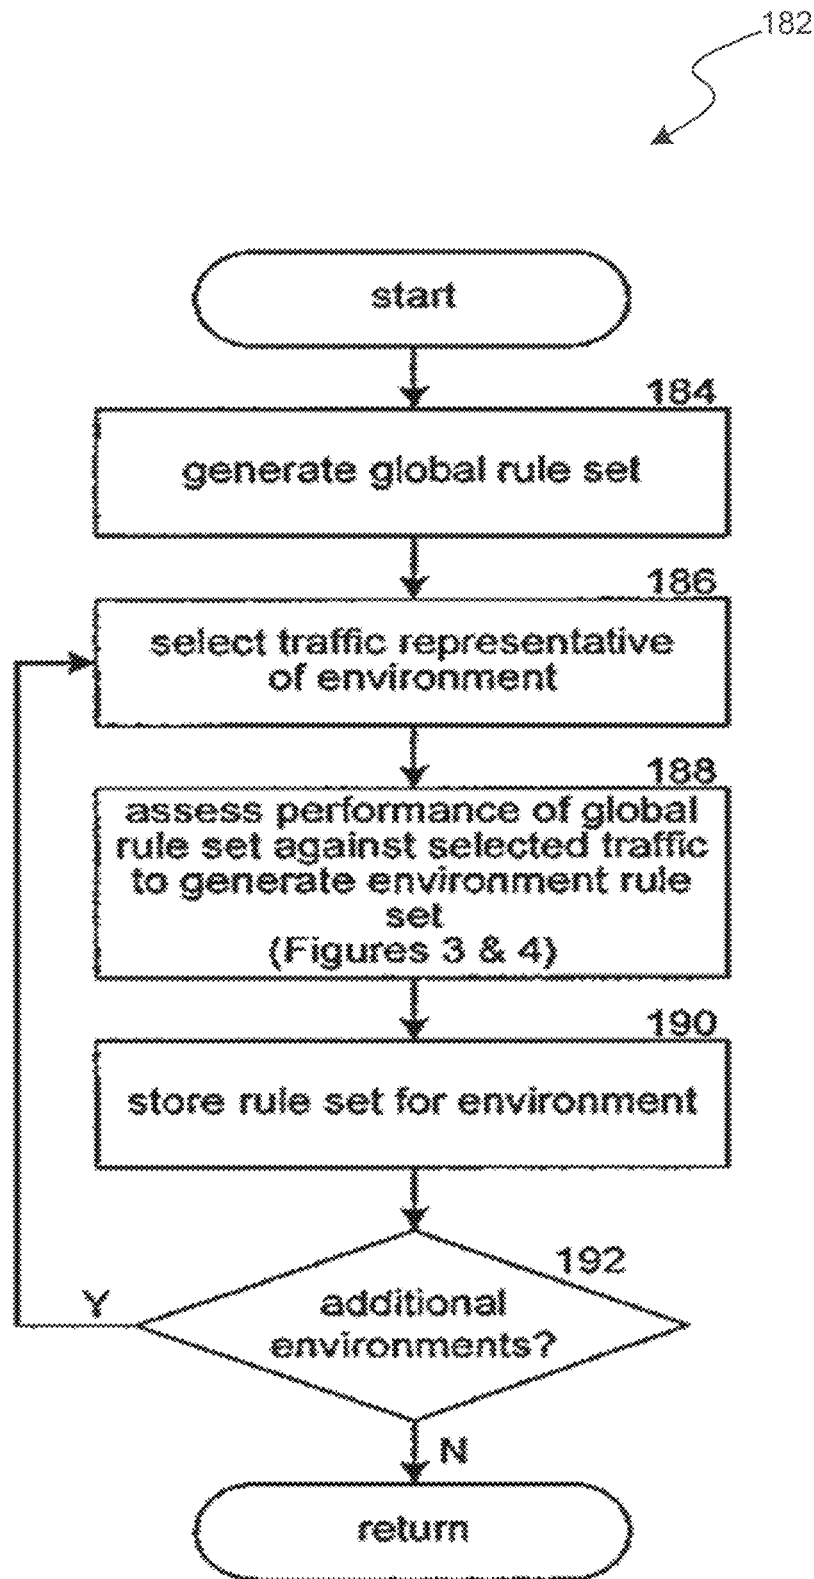 182
start
184
generate global rule set
186
select traffic representative
of environment
188
assess performance of global
rule set against selected traffic
to generate environment rule
set
(Figures 3 & 4)
190
store rule set for environment
192
additional
environments?
Y
N
return